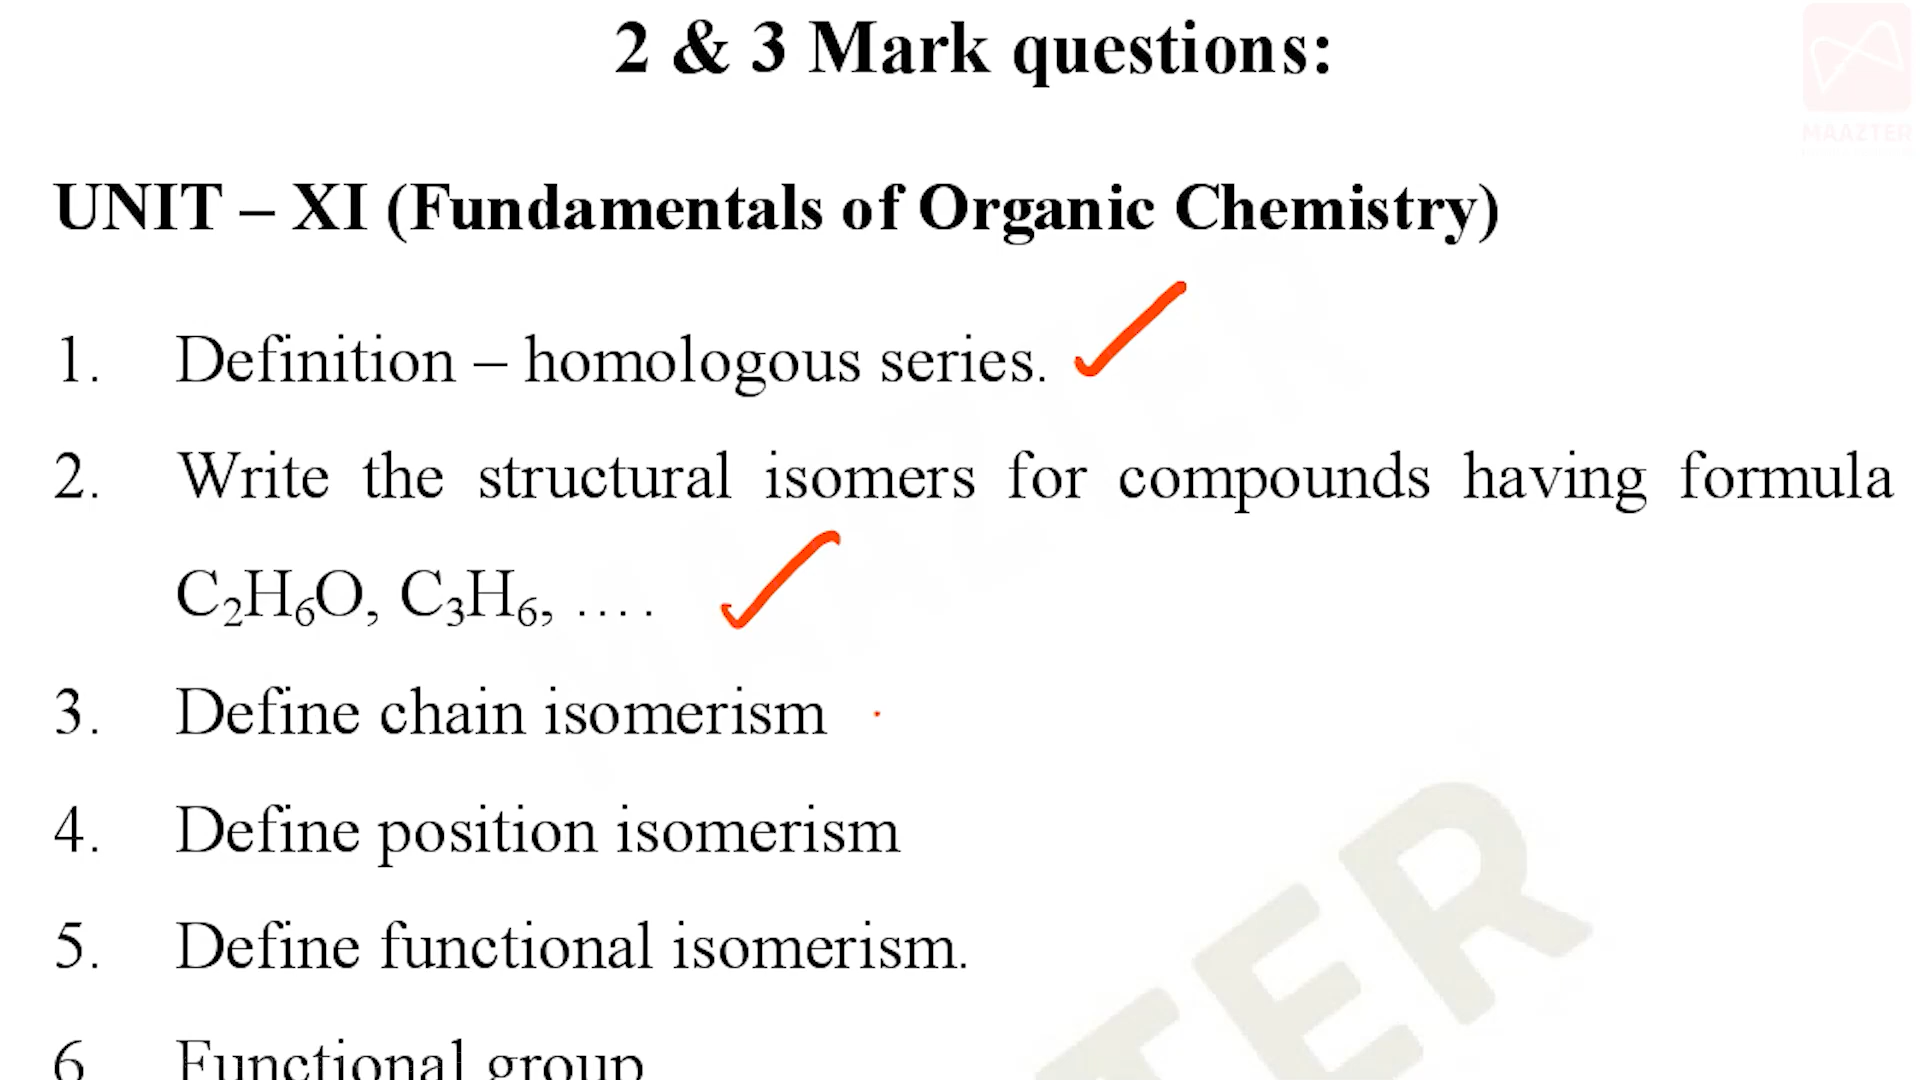 2 & 3 Mark questions:
MAAZTER
UNIT – XI (Fundamentals of Organic Chemistry)
1. Definition – homologous series.
2. Write the structural isomers for compounds having formula
C₂H₆O, C₃H₆, ....
3. Define chain isomerism
4. Define position isomerism
5. Define functional isomerism.
6 Functional group
TER